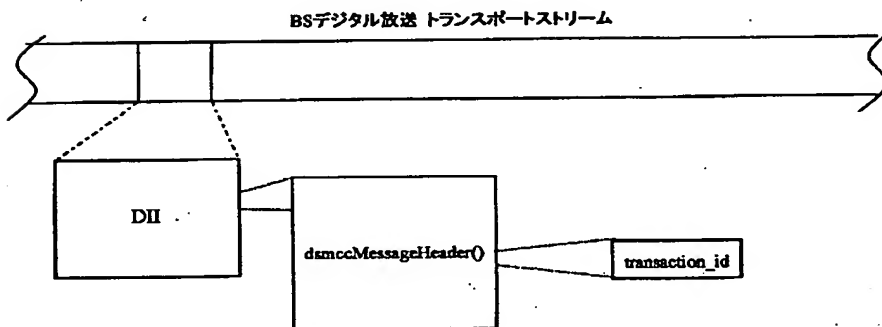 BSデジタル放送 トランスポートストリーム
DII
dsmccMessageHeader()
transaction_id